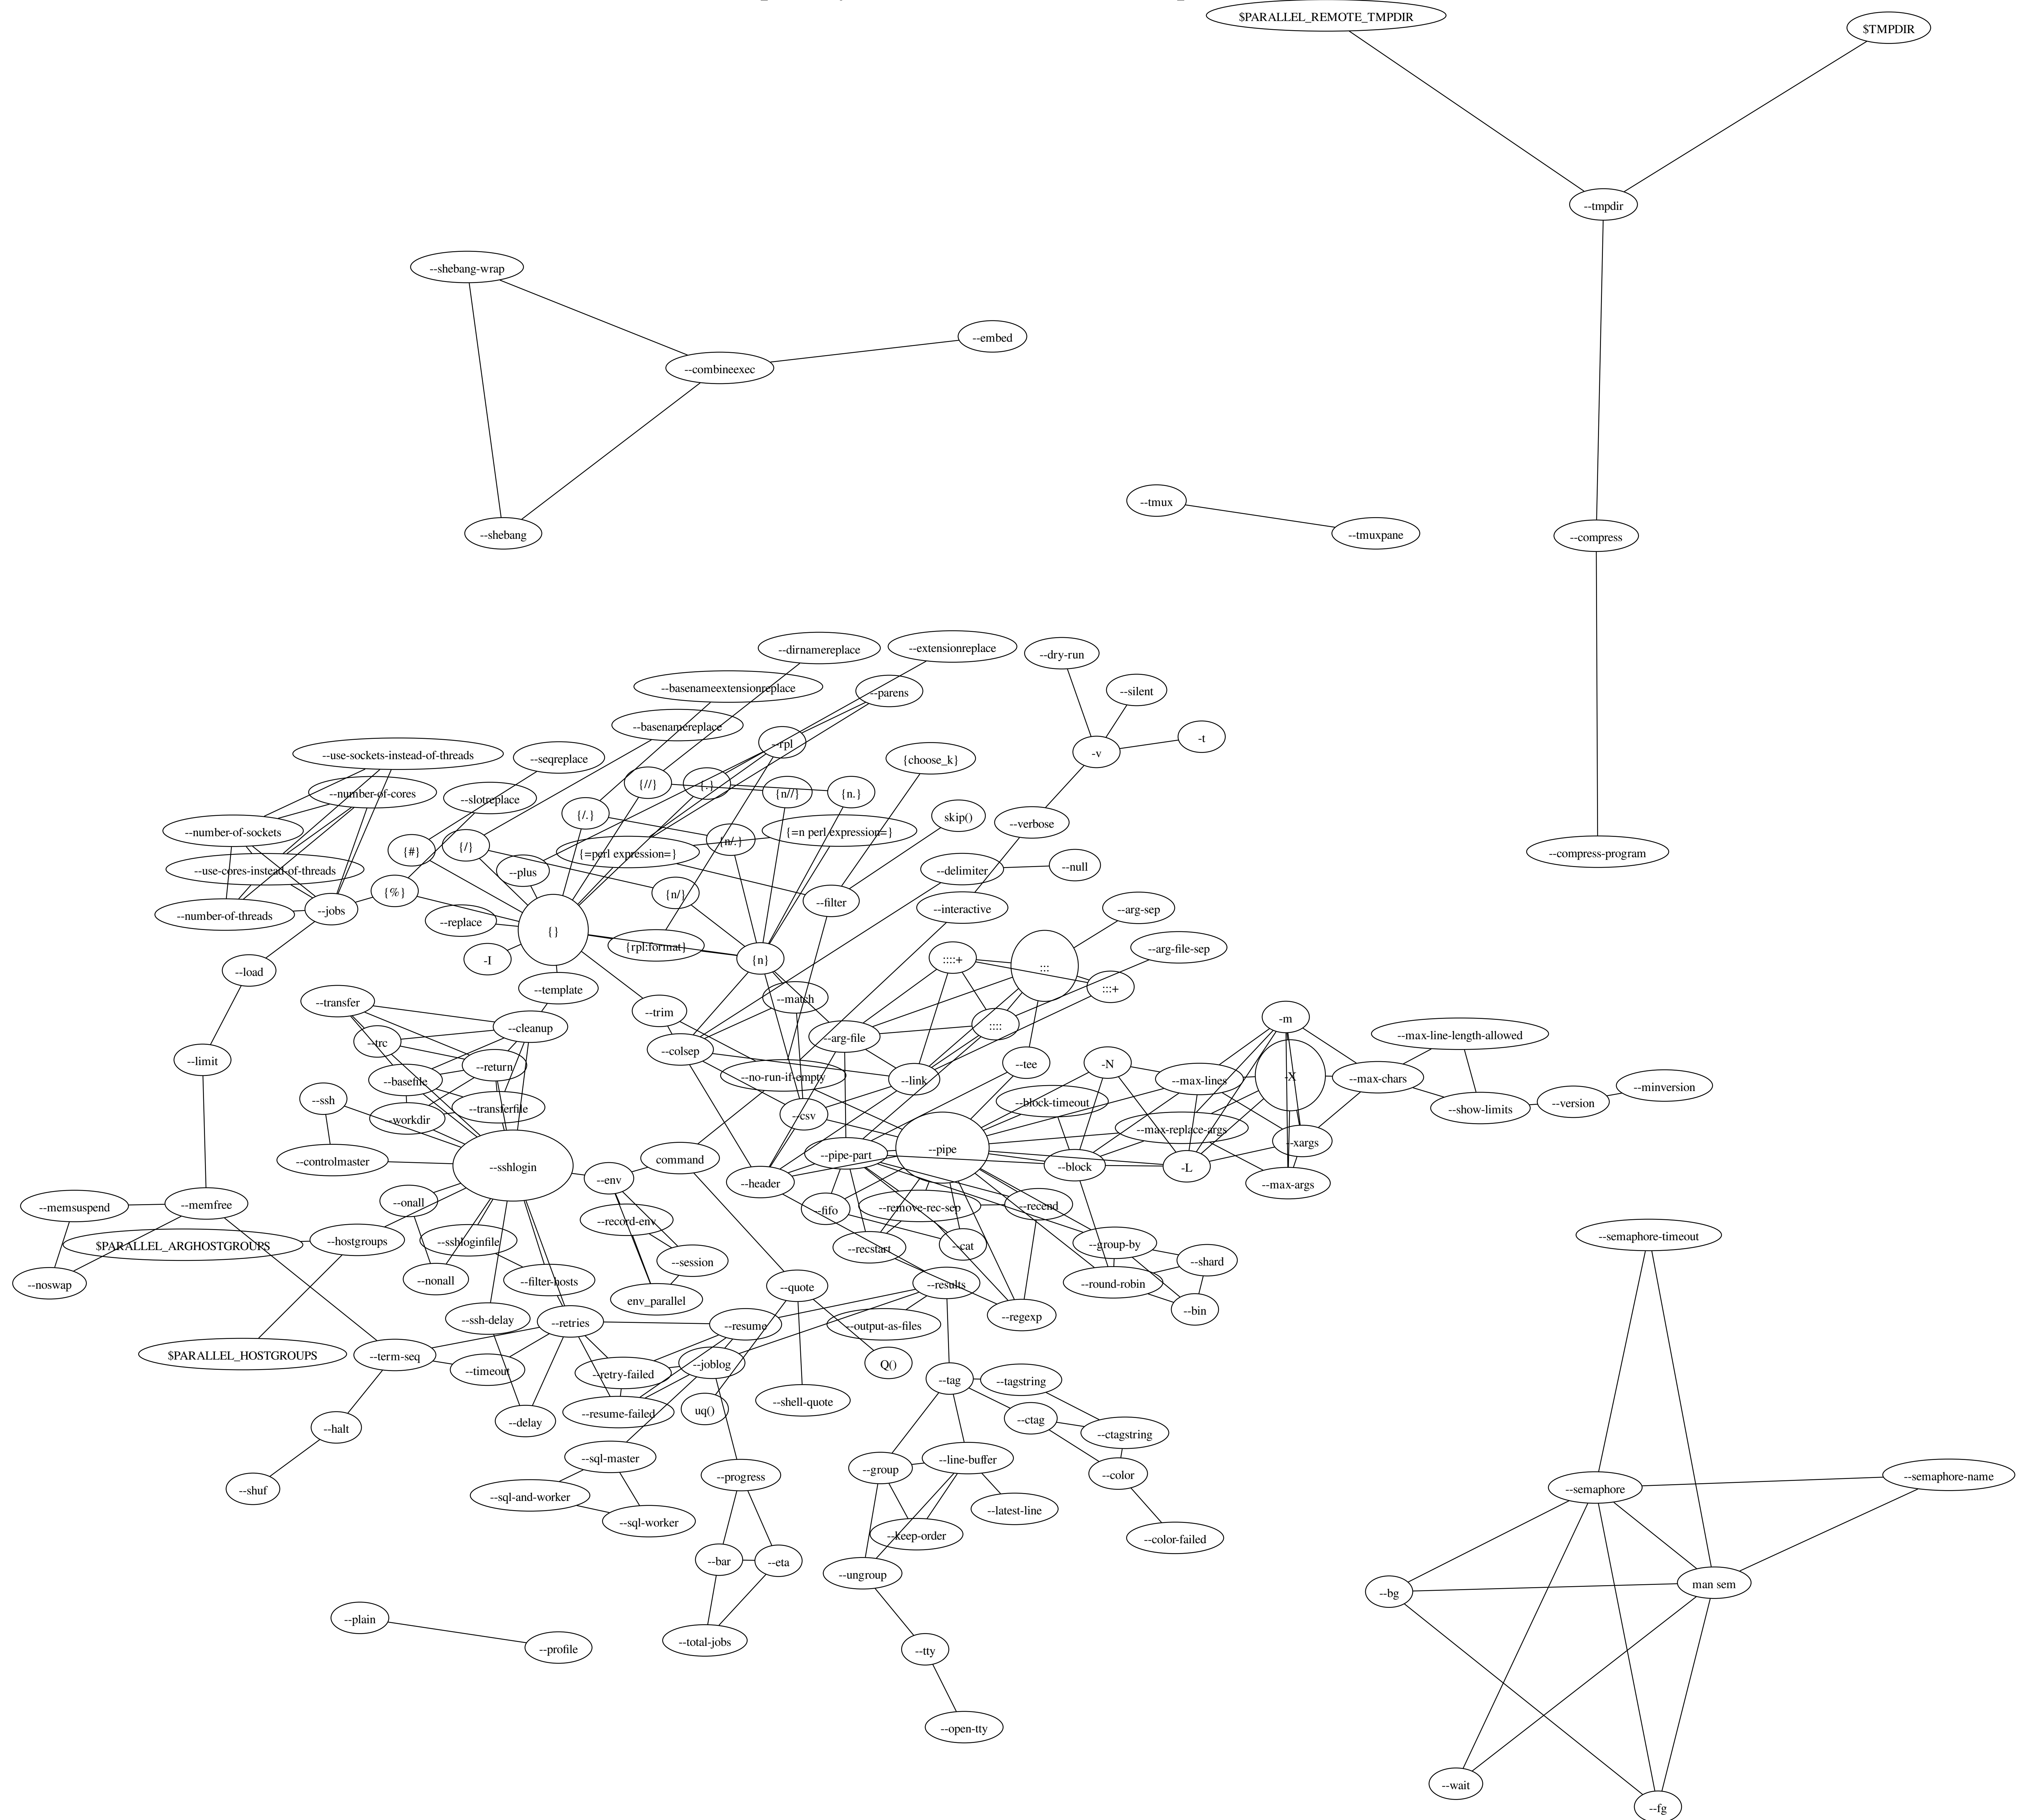 $PARALLEL_REMOTE_TMPDIR
$TMPDIR
--tmpdir
--shebang-wrap
--embed
--combineexec
--tmux
--shebang
--tmuxpane
--compress
--dirnamereplace
--extensionreplace
--dry-run
--basenameextensionreplace
--parens
--silent
--basenamereplace
--rpl
-t
--use-sockets-instead-of-threads
--seqreplace
{choose_k}
-v
{//}
{.}
{n//}
{n.}
--number-of-cores
--slotreplace
{/.}
skip()
--verbose
--number-of-sockets
{=n perl expression=}
{n/.}
{#}
{/}
{=perl expression=}
--compress-program
--use-cores-instead-of-threads
--plus
--delimiter
--null
{%}
{n/}
--filter
--number-of-threads
--jobs
--replace
{}
--interactive
--arg-sep
{rpl:format}
--arg-file-sep
-I
{n}
::::+
:::
--load
--template
:::+
--transfer
--match
--trim
-m
--cleanup
::::
--trc
--arg-file
--max-line-length-allowed
--limit
--colsep
--tee
--return
-N
--basefile
--no-run-if-empty
--link
--max-lines
-X
--max-chars
--minversion
--ssh
--block-timeout
--version
--transferfile
--show-limits
--workdir
--csv
--max-replace-args
--xargs
--controlmaster
--sshlogin
command
--pipe-part
--pipe
--block
-L
--env
--header
--max-args
--onall
--memsuspend
--memfree
--remove-rec-sep
--recend
--fifo
--record-env
--semaphore-timeout
$PARALLEL_ARGHOSTGROUPS
--hostgroups
--sshloginfile
--recstart
--cat
--group-by
--session
--shard
--noswap
--nonall
--filter-hosts
--quote
--results
--round-robin
env_parallel
--bin
--regexp
--ssh-delay
--retries
--resume
--output-as-files
$PARALLEL_HOSTGROUPS
--term-seq
--joblog
Q()
--timeout
--retry-failed
--tag
--tagstring
--shell-quote
uq()
--resume-failed
--ctag
--delay
--halt
--ctagstring
--sql-master
--line-buffer
--group
--color
--progress
--semaphore-name
--shuf
--semaphore
--sql-and-worker
--latest-line
--sql-worker
--keep-order
--color-failed
--bar
--eta
--ungroup
man sem
--bg
--plain
--total-jobs
--profile
--tty
--open-tty
--wait
--fg